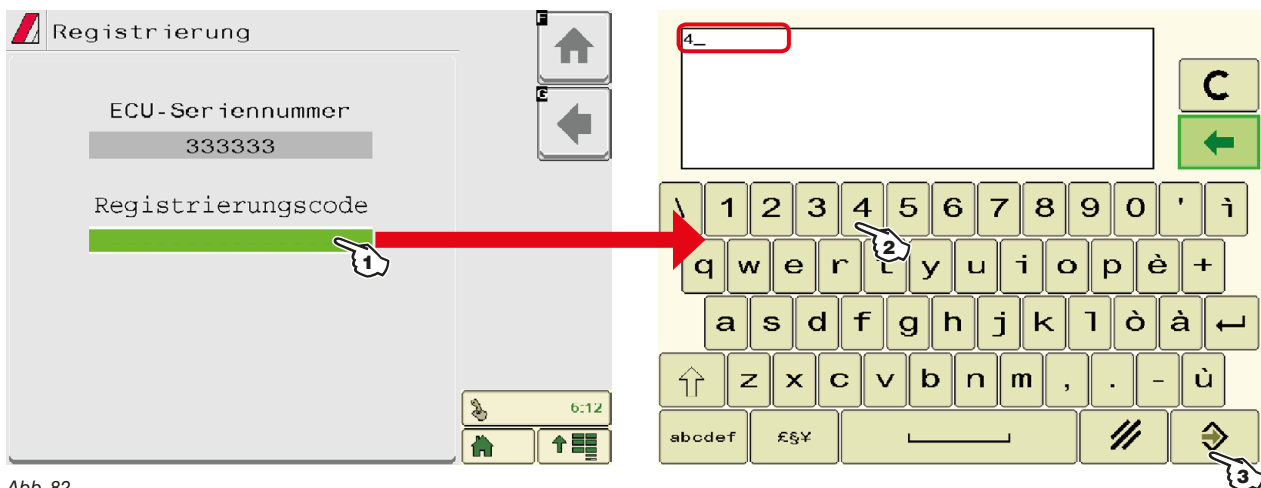 Registrierung
F
G
ECU-Seriennummer
333333
Registrierungscode
1
6:12
4_
C
\ 1 2 3 4 5 6 7 8 9 0 ' ì
2
q w e r t y u i o p è +
a s d f g h j k l ò à
z x c v b n m , . - ù
abcdef £§¥
3
Abb. 82